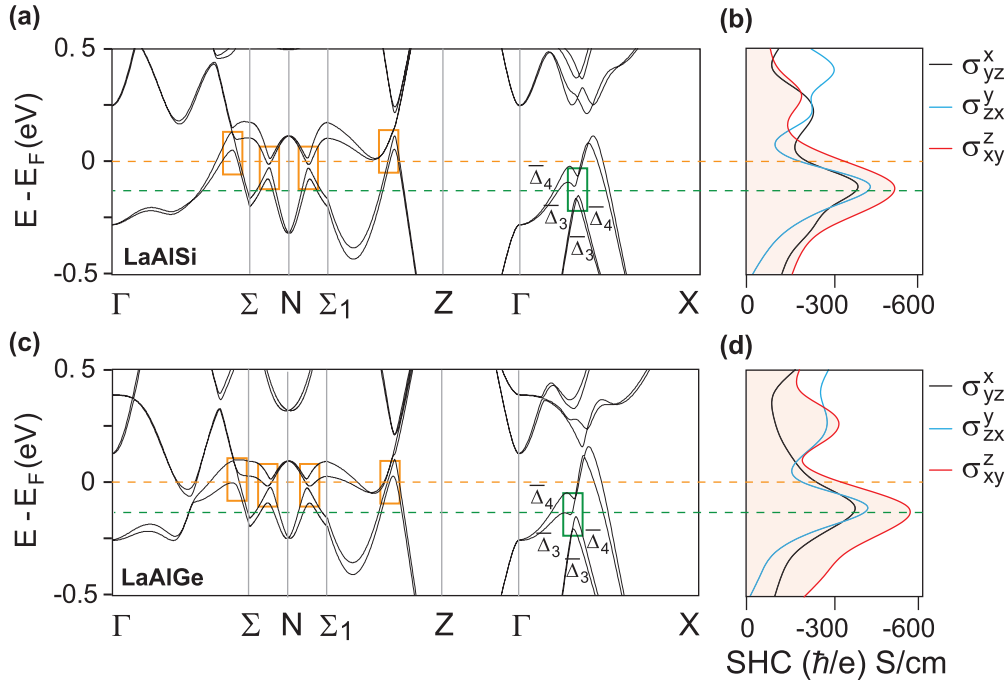 (a)
(b)
0.5
0
-0.5
E - E_F (eV)
LaAlSi
Δ̅₄
Δ̅₃
Δ̅₄
Δ̅₃
Γ Σ N Σ₁ Z Γ X
σ^x_yz
σ^y_zx
σ^z_xy
0 -300 -600
(c)
(d)
0.5
0
-0.5
E - E_F (eV)
LaAlGe
Δ̅₄
Δ̅₃
Δ̅₄
Δ̅₃
Γ Σ N Σ₁ Z Γ X
σ^x_yz
σ^y_zx
σ^z_xy
0 -300 -600
SHC (ℏ/e) S/cm